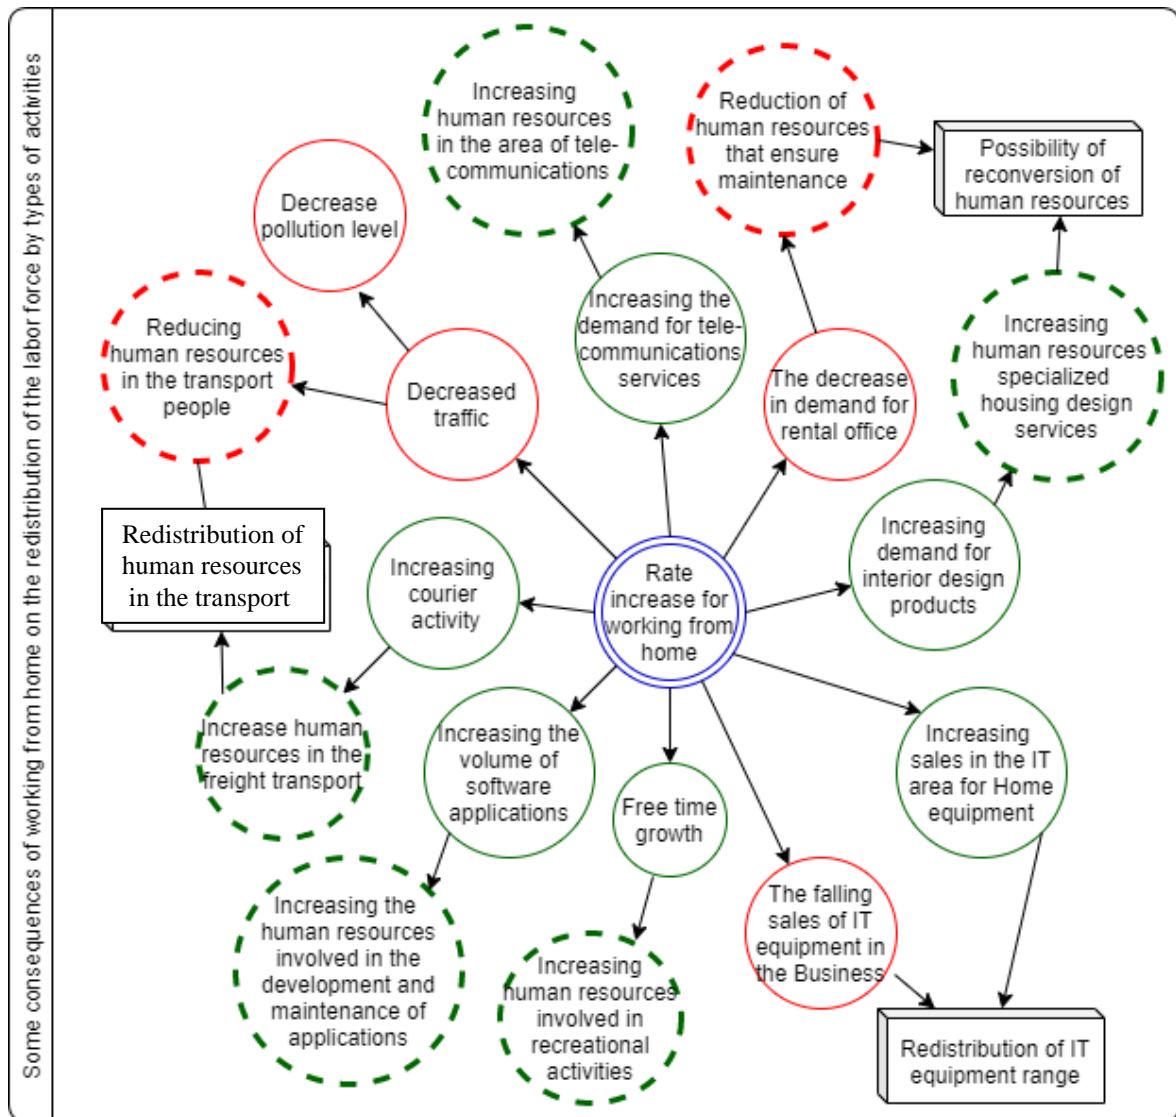 Some consequences of working from home on the redistribution of the labor force by types of activities
Increasing
human resources
in the area of tele-
communications
Reduction of
human resources
that ensure
maintenance
Possibility of
reconversion of
human resources
Decrease
pollution level
Increasing the
demand for tele-
communications
services
Increasing
human resources
specialized
housing design
services
Reducing
human resources
in the transport
people
Decreased
traffic
The decrease
in demand for
rental office
Redistribution of
human resources
in the transport
Increasing
courier
activity
Rate
increase for
working from
home
Increasing
demand for
interior design
products
Increase human
resources in the
freight transport
Increasing the
volume of
software
applications
Free time
growth
Increasing
sales in the IT
area for Home
equipment
Increasing the
human resources
involved in the
development and
maintenance of
applications
Increasing
human resources
involved in
recreational
activities
The falling
sales of IT
equipment in
the Business
Redistribution of IT
equipment range